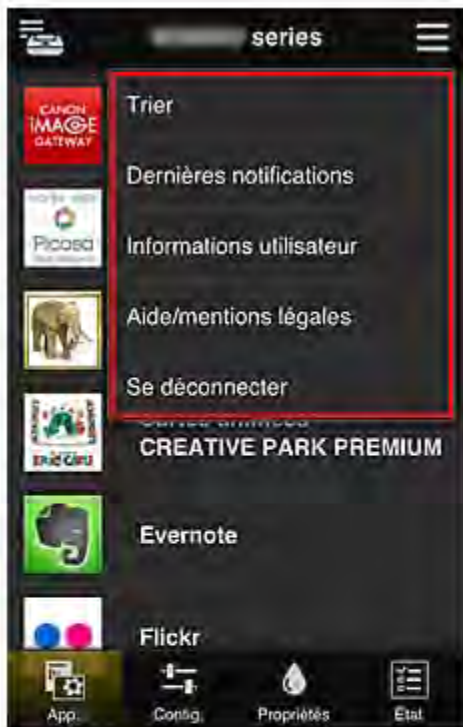 series
CANON
iMAGE
GATEWAY
Trier
Dernières notifications
Picasa
Informations utilisateur
Aide/mentions légales
Se déconnecter
CREATIVE PARK PREMIUM
Evernote
Flickr
App.
Config.
Propriétés
État